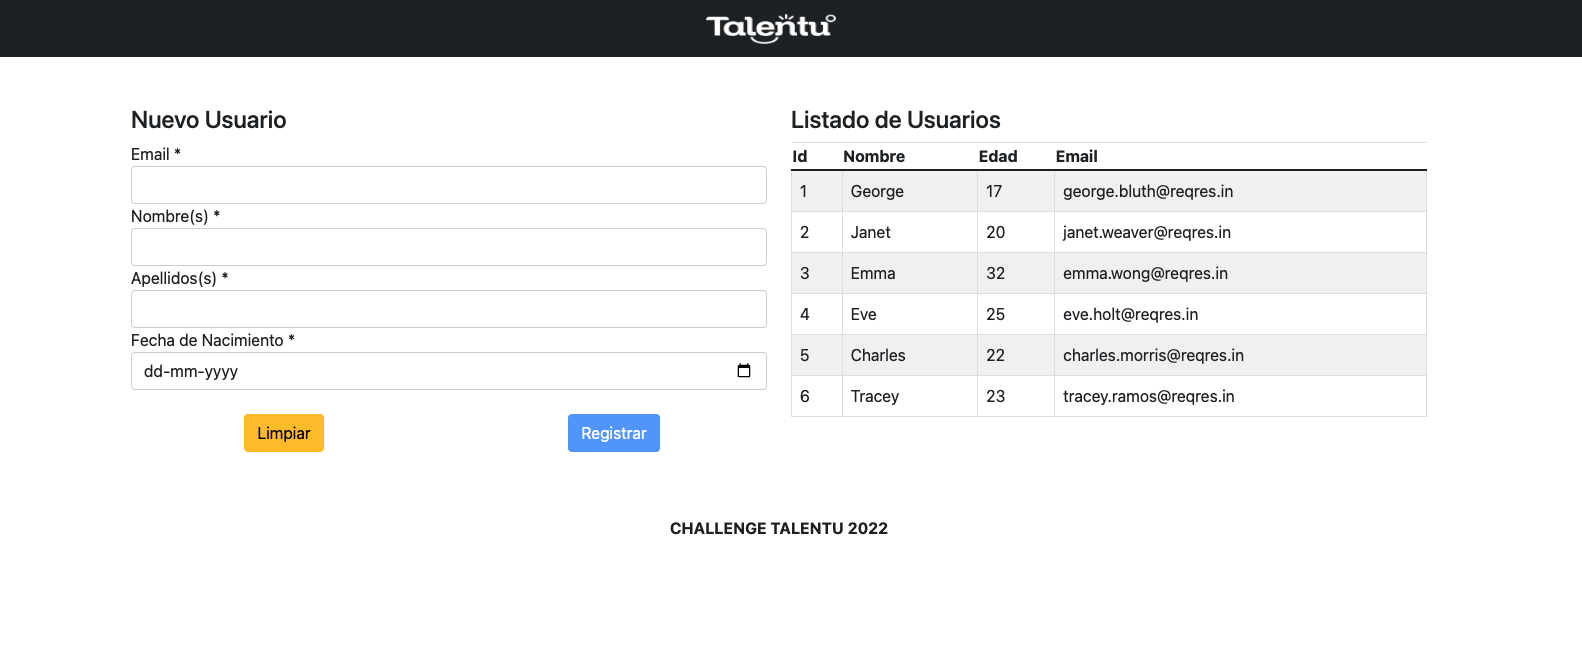 Talentu
Nuevo Usuario
Email *
Nombre(s) *
Apellidos(s) *
Fecha de Nacimiento *
dd-mm-yyyy
Limpiar Registrar
Listado de Usuarios
Id Nombre Edad Email
1 George 17 george.bluth@reqres.in
2 Janet 20 janet.weaver@reqres.in
3 Emma 32 emma.wong@reqres.in
4 Eve 25 eve.holt@reqres.in
5 Charles 22 charles.morris@reqres.in
6 Tracey 23 tracey.ramos@reqres.in
CHALLENGE TALENTU 2022